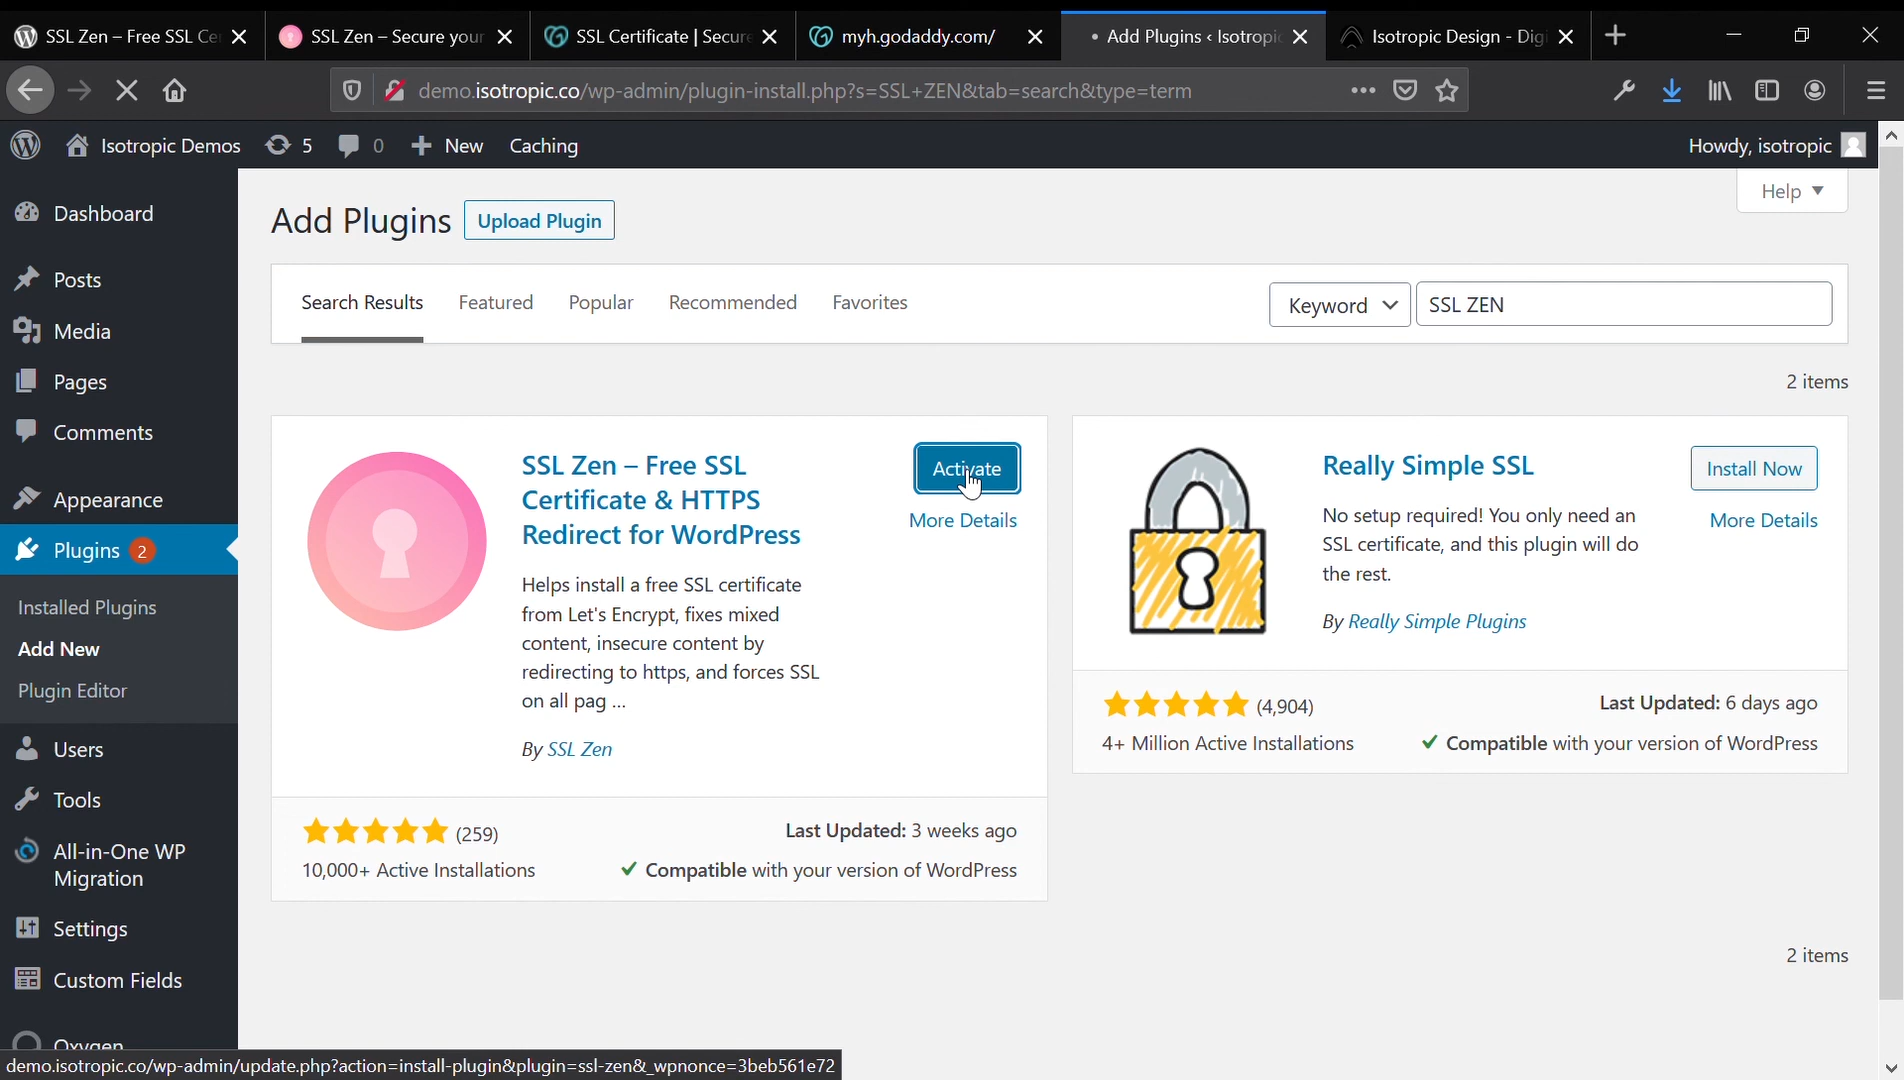 SSL Zen – Free SSL Ce
SSL Zen – Secure your
SSL Certificate | Secure
myh.godaddy.com/
• Add Plugins ‹ Isotropic
Isotropic Design - Digi
demo.isotropic.co/wp-admin/plugin-install.php?s=SSL+ZEN&tab=search&type=term
Isotropic Demos
5
0
New
Caching
Howdy, isotropic
Dashboard
Posts
Media
Pages
Comments
Appearance
Plugins 2
Installed Plugins
Add New
Plugin Editor
Users
Tools
All-in-One WP
Migration
Settings
Custom Fields
Oxygen
Help
Add Plugins
Upload Plugin
Search Results
Featured
Popular
Recommended
Favorites
Keyword
SSL ZEN
2 items
SSL Zen – Free SSL
Certificate & HTTPS
Redirect for WordPress
Activate
More Details
Helps install a free SSL certificate
from Let's Encrypt, fixes mixed
content, insecure content by
redirecting to https, and forces SSL
on all pag ...
By SSL Zen
(259)
Last Updated: 3 weeks ago
10,000+ Active Installations
Compatible with your version of WordPress
Really Simple SSL
Install Now
More Details
No setup required! You only need an
SSL certificate, and this plugin will do
the rest.
By Really Simple Plugins
(4,904)
Last Updated: 6 days ago
4+ Million Active Installations
Compatible with your version of WordPress
2 items
demo.isotropic.co/wp-admin/update.php?action=install-plugin&plugin=ssl-zen&_wpnonce=3beb561e72